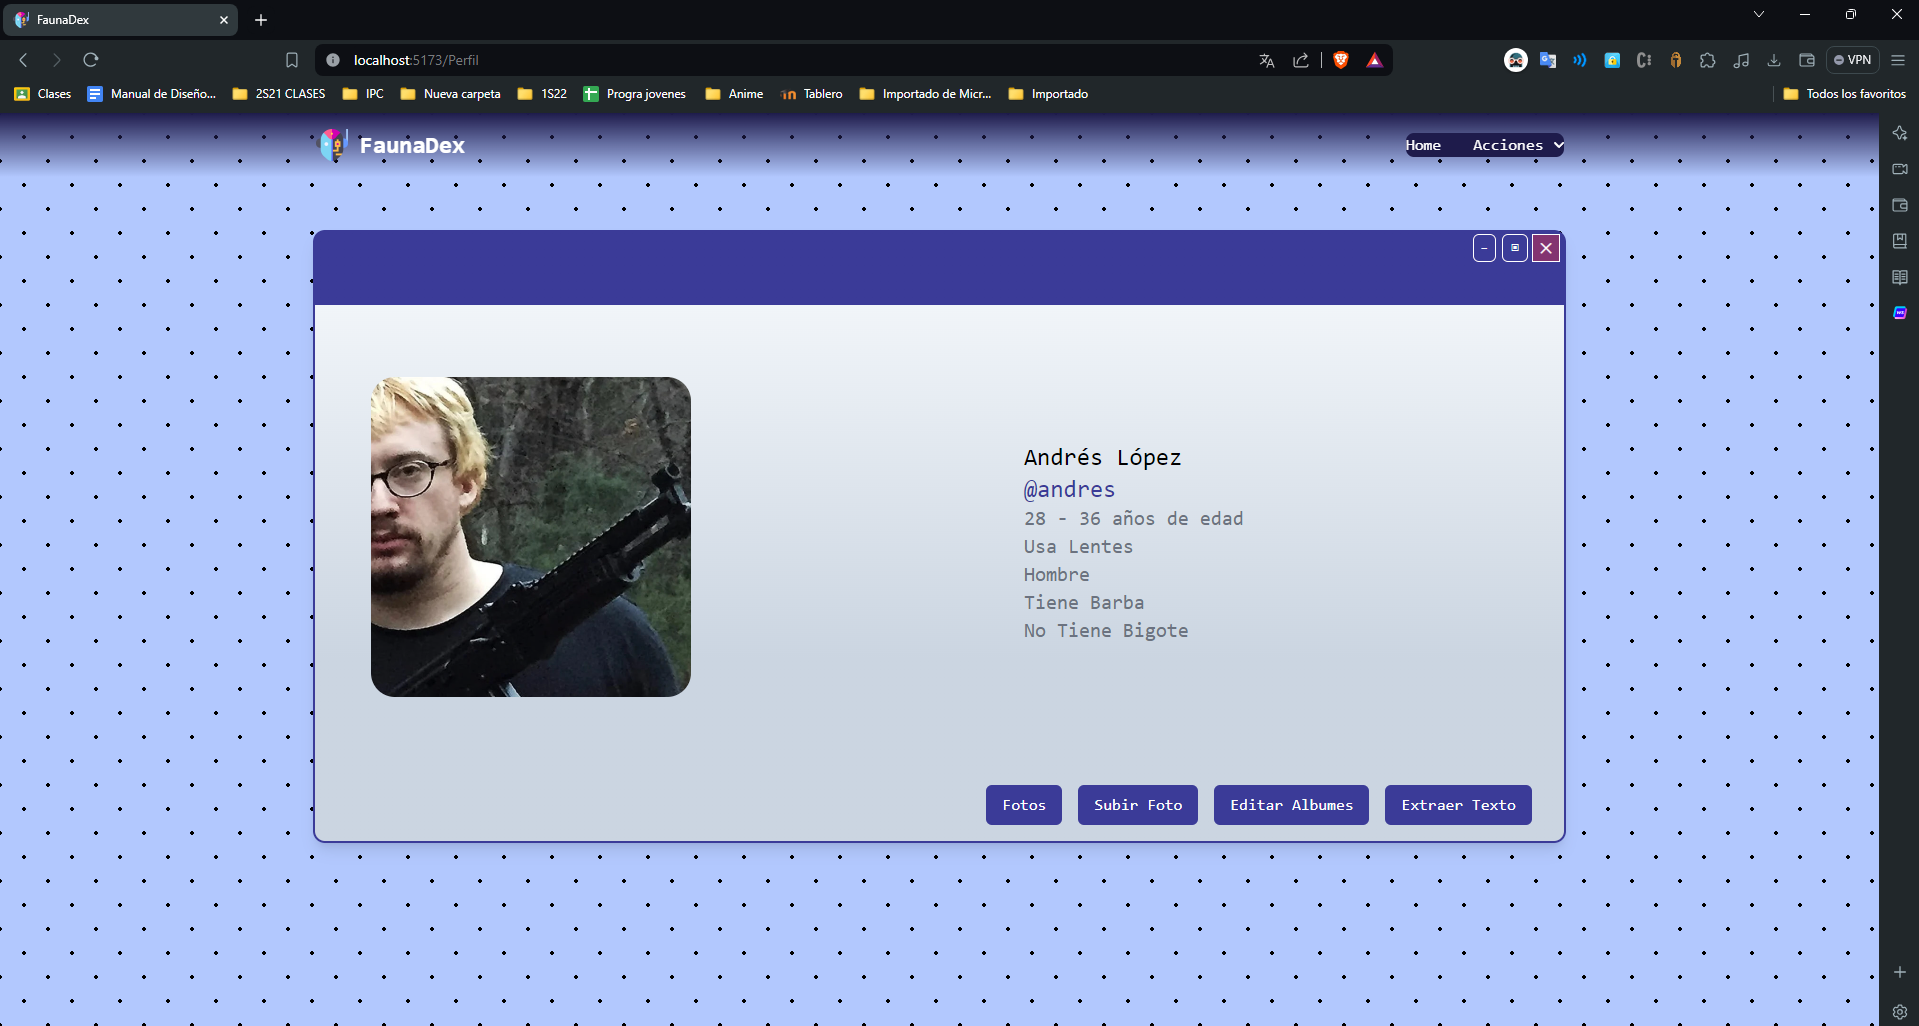 FaunaDex
localhost:5173/Perfil
VPN
Clases
Manual de Diseño...
2S21 CLASES
IPC
Nueva carpeta
1S22
Progra jovenes
Anime
Tablero
Importado de Micr...
Importado
Todos los favoritos
FaunaDex
Home
Acciones
Andrés López
@andres
28 - 36 años de edad
Usa Lentes
Hombre
Tiene Barba
No Tiene Bigote
Fotos
Subir Foto
Editar Albumes
Extraer Texto